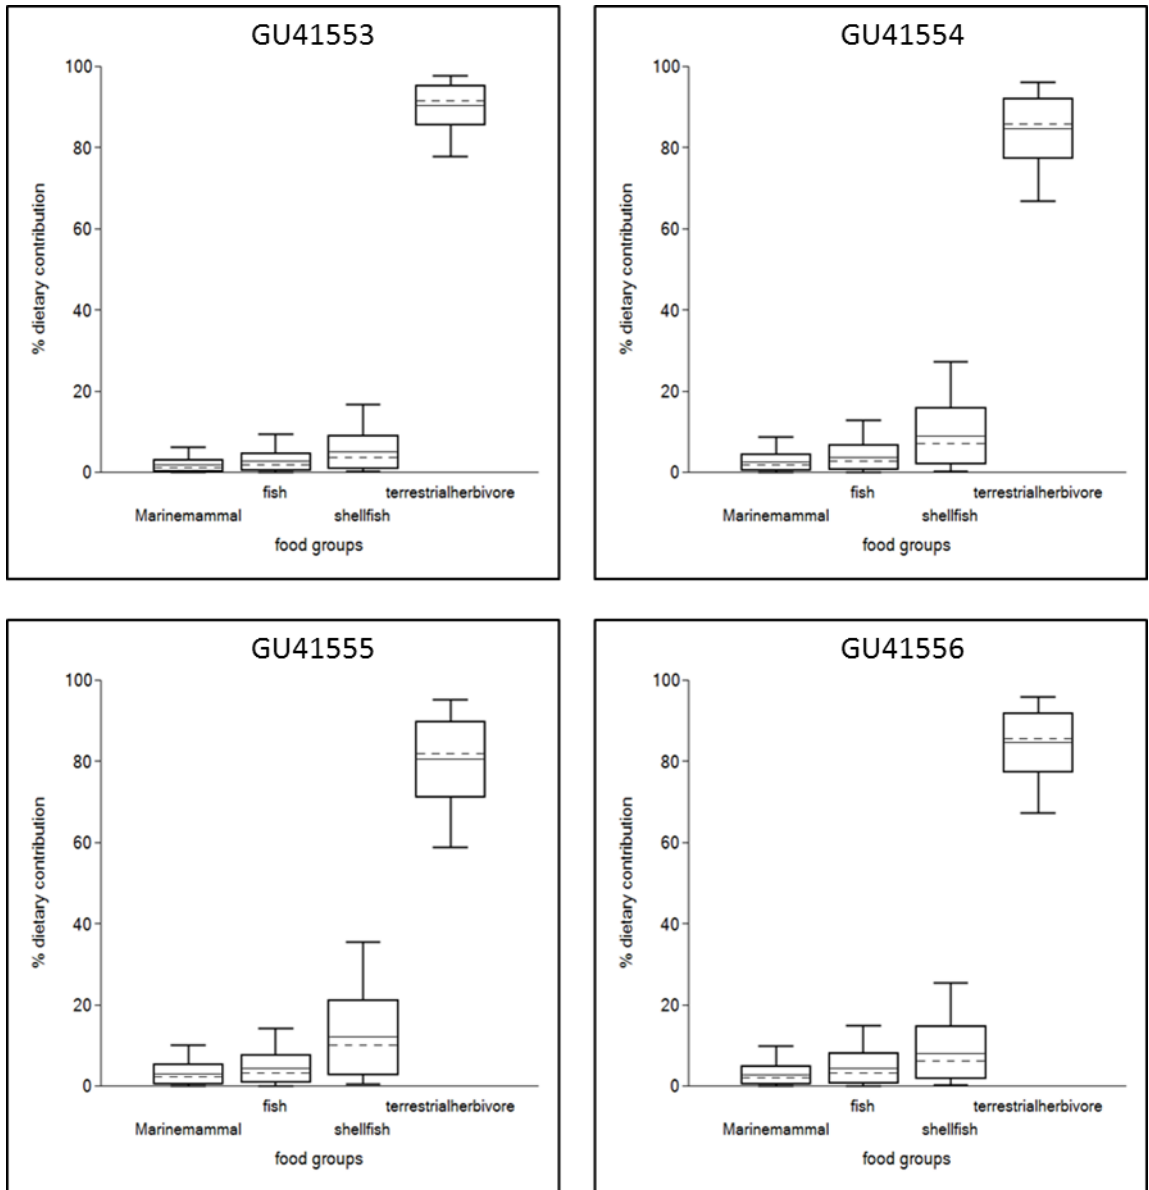 GU41553
100
80
60
40
20
0
% dietary contribution
fish
terrestrialherbivore
Marinemammal
shellfish
food groups
GU41554
100
80
60
40
20
0
% dietary contribution
fish
terrestrialherbivore
Marinemammal
shellfish
food groups
GU41555
100
80
60
40
20
0
% dietary contribution
fish
terrestrialherbivore
Marinemammal
shellfish
food groups
GU41556
100
80
60
40
20
0
% dietary contribution
fish
terrestrialherbivore
Marinemammal
shellfish
food groups